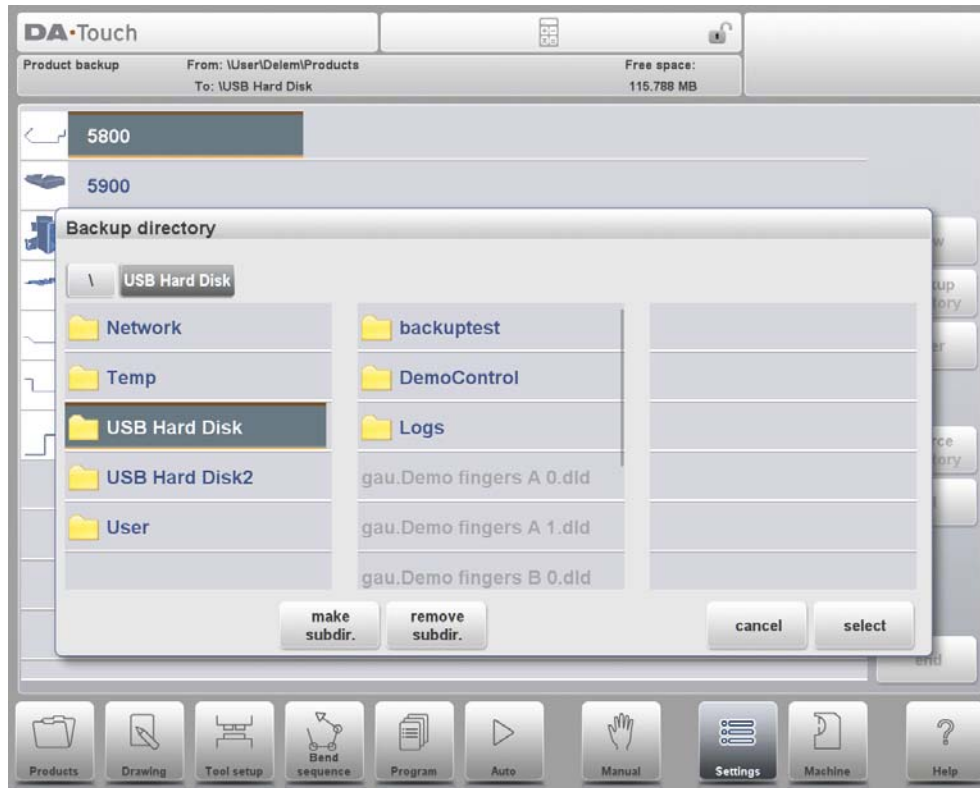 DA·Touch
Product backup From: \User\Delem\Products Free space:
To: \USB Hard Disk 115.788 MB
5800
5900
Backup directory
\ USB Hard Disk
Network backuptest
Temp DemoControl
USB Hard Disk Logs
USB Hard Disk2 gau.Demo fingers A 0.dld
User gau.Demo fingers A 1.dld
gau.Demo fingers B 0.dld
make subdir. remove subdir. cancel select
end
Products Drawing Tool setup Bend sequence Program Auto Manual Settings Machine Help